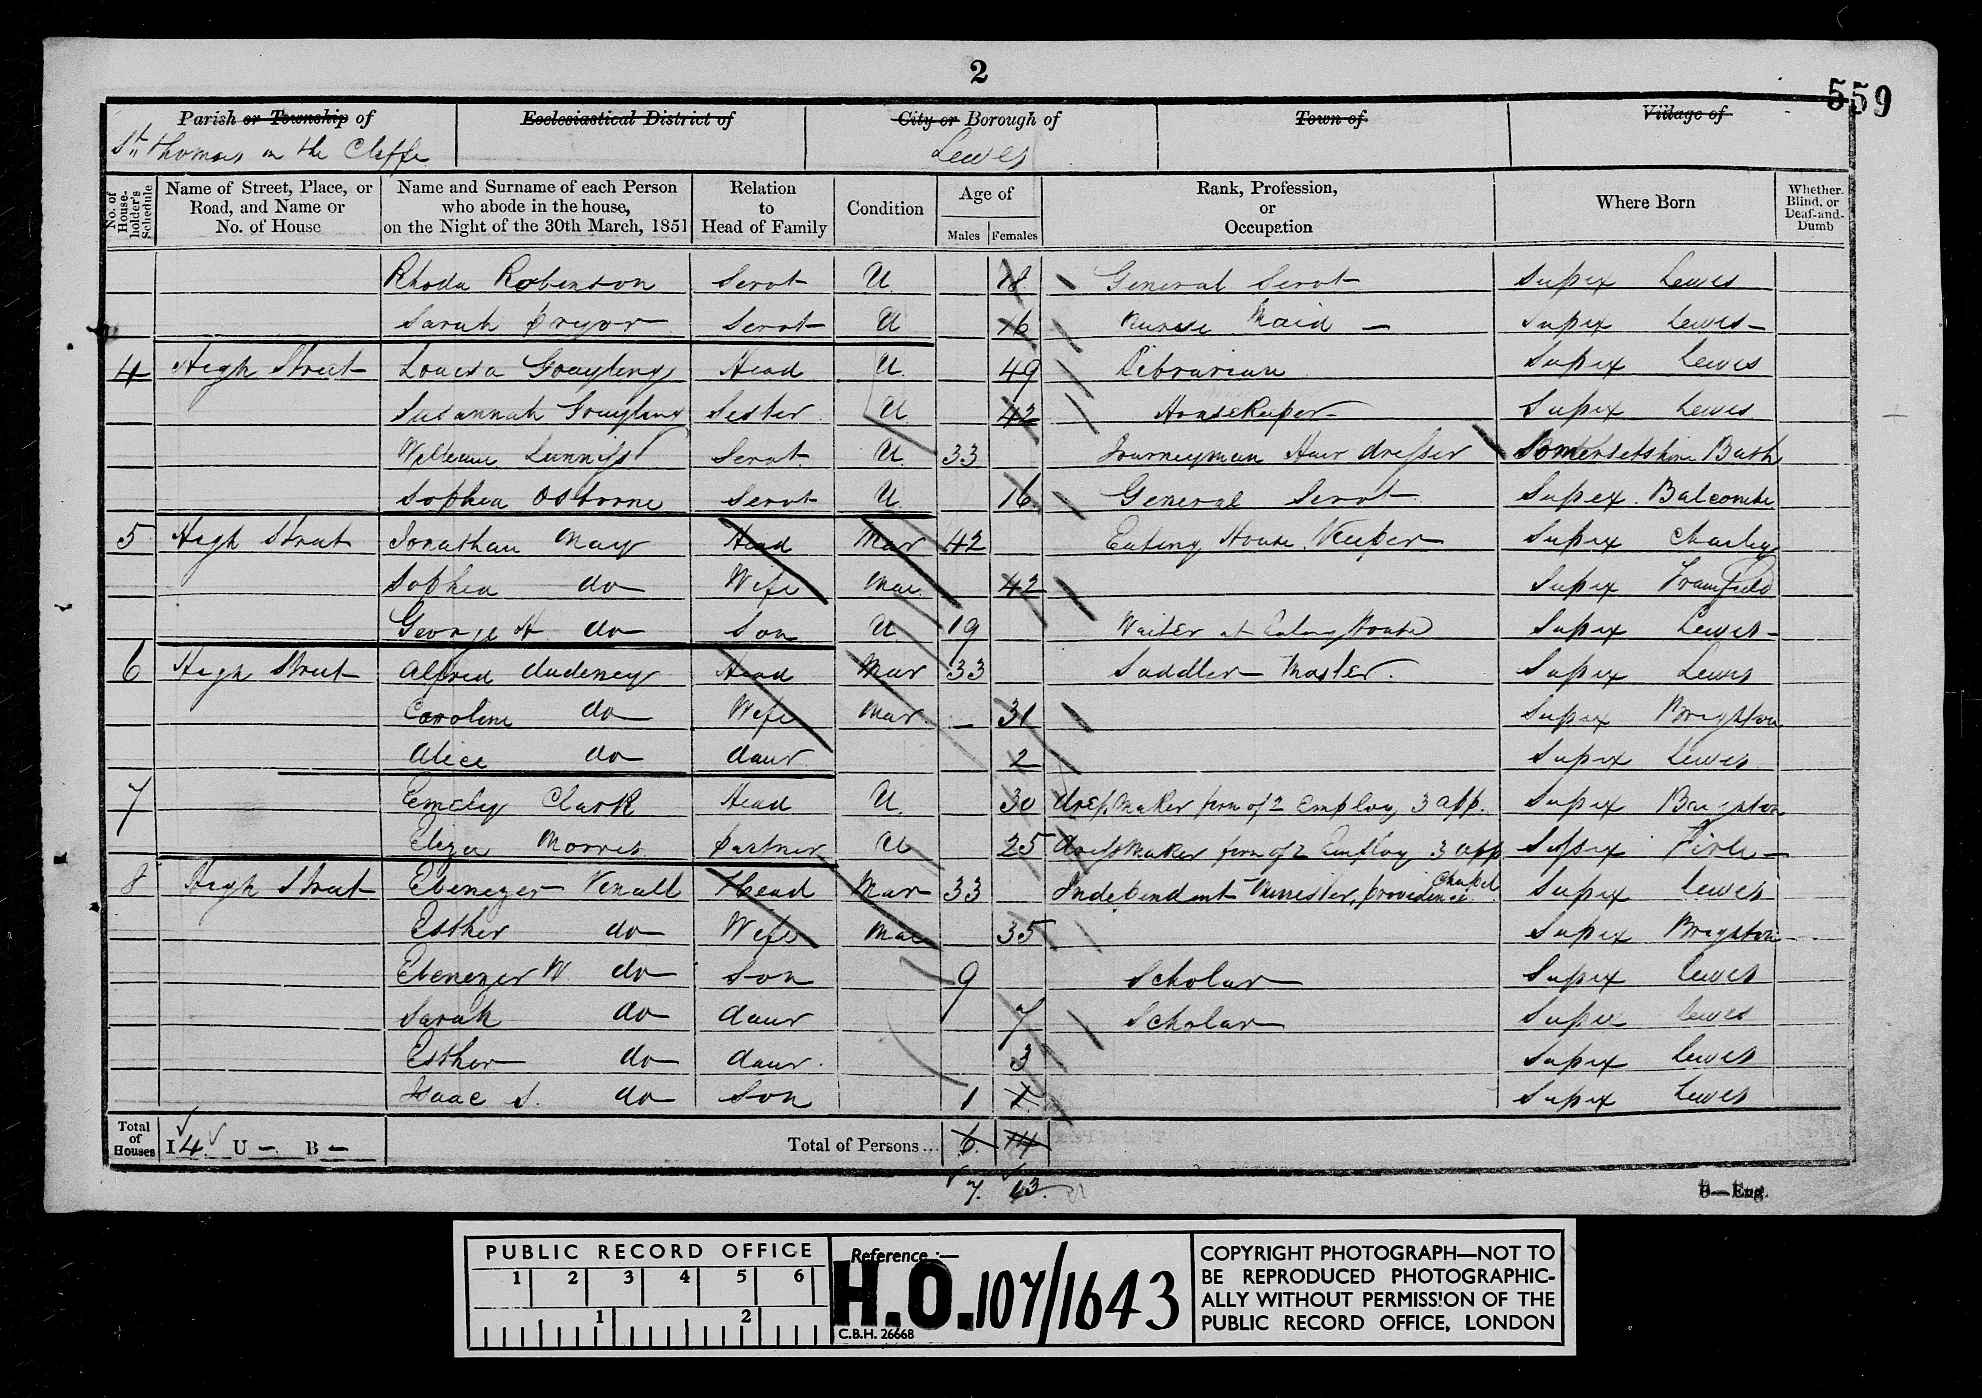 2
559
Parish or Township of
Ecclesiastical District of
City or Borough of
Town of
Village of
St. Thomas in the Cliffe
Lewes
No. of House-holder's Schedule
Name of Street, Place, or Road, and Name or No. of House
Name and Surname of each Person who abode in the house, on the Night of the 30th March, 1851
Relation to Head of Family
Condition
Age of
Males Females
Rank, Profession, or Occupation
Where Born
Whether Blind, or Deaf-and-Dumb
Rhoda Robinson Servt U 18 General Servt Sussex Lewes
Sarah Pryor Servt U 16 Nurse Maid Sussex Lewes
4 High Street Louisa Grayling Head U 49 Librarian Sussex Lewes
Susannah Grayling Sister U 42 Housekeeper Sussex Lewes
William Servt U 33 Journeyman Hair dresser Somersetshire Bath
Sophia Osborne Servt U 16 General Servt Sussex Balcombe
5 High Street Jonathan May Head Mar 42 Eating House Keeper Sussex Chailey
Sophia do Wife Mar 42 Sussex Framfield
George H. do Son U 19 Waiter at Eating House Sussex Lewes
6 High Street Alfred Dudeney Head Mar 33 Saddler Master Sussex Lewes
Caroline do Wife Mar 31 Sussex Brighton
Alice do daur 2 Sussex Lewes
7 Emily Clark Head U 30 dress Maker firm of 2 Employ 3 app. Sussex Brighton
Eliza Morris partner U 25 dress Maker firm of 2 Employ 3 app Sussex Firle
8 High Street Ebenezer Vinall Head Mar 33 Independent Minister, providence Chapel Sussex Lewes
Esther do Wife Mar 35 Sussex Brighton
Ebenezer W do Son 9 Scholar Sussex Lewes
Sarah do daur 7 Scholar Sussex Lewes
Esther do daur 3 Sussex Lewes
Isaac S. do Son 1 1 Sussex Lewes
Total of Houses I 4 U – B – Total of Persons... 6 14
7. 13.
B—Eng.
PUBLIC RECORD OFFICE
1 2 3 4 5 6
1 2
Reference :—
H.O. 107/1643
C.B.H. 26668
COPYRIGHT PHOTOGRAPH—NOT TO
BE REPRODUCED PHOTOGRAPHIC-
ALLY WITHOUT PERMISSION OF THE
PUBLIC RECORD OFFICE, LONDON